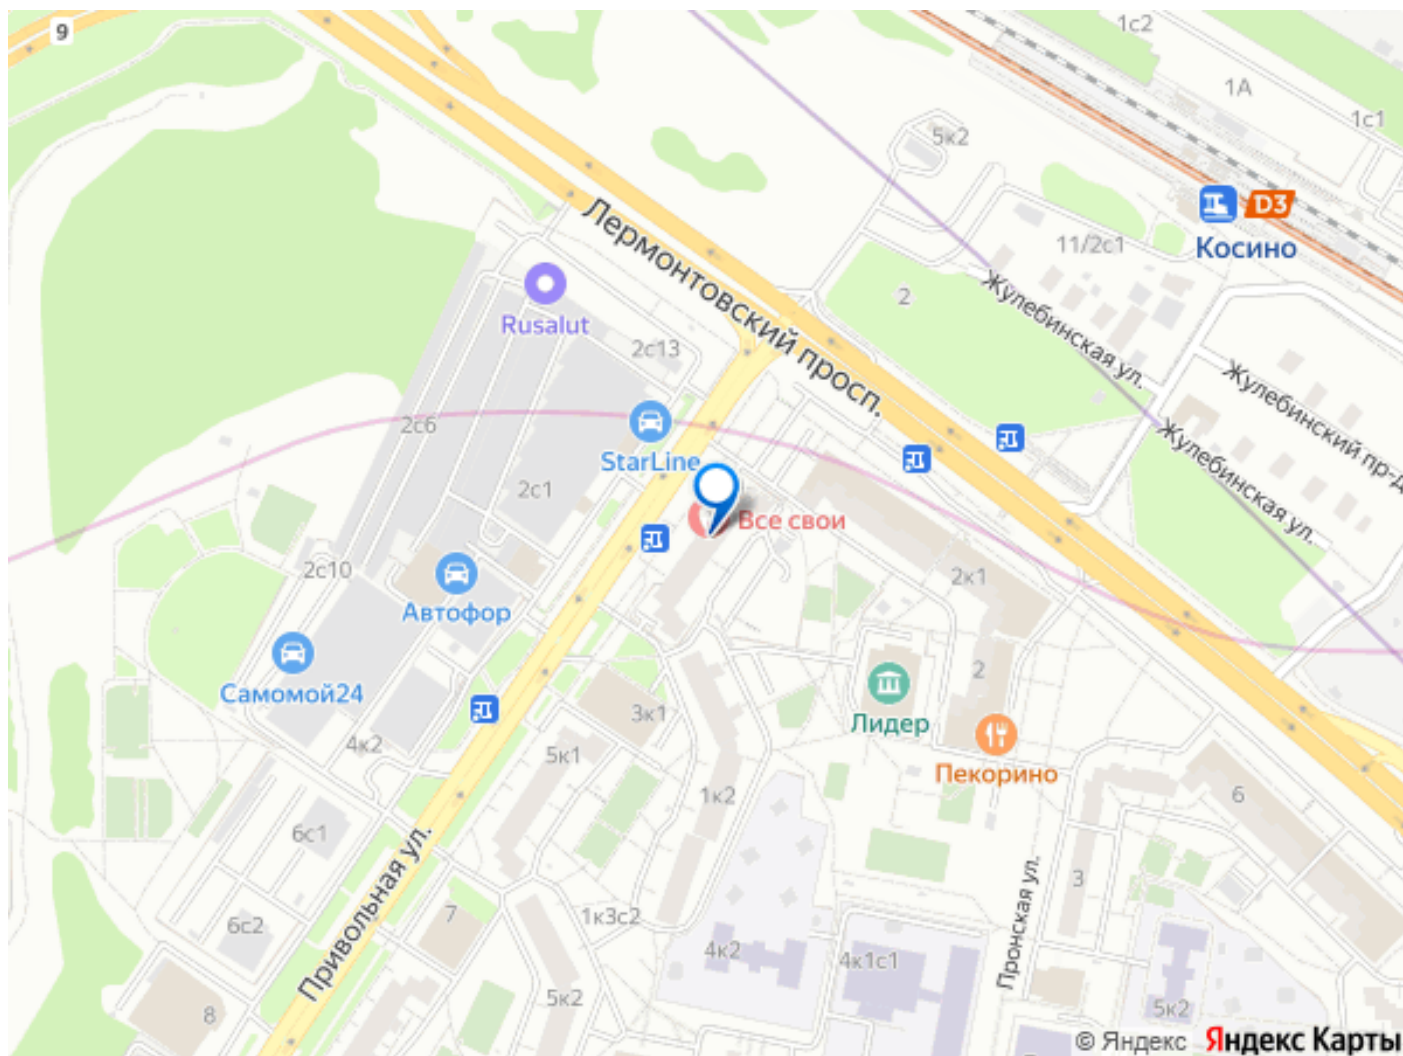 9
1с2
1А
1с1
5к2
D3
Косино
11/2с1
Лермонтовский просп.
2
Жулебинская ул.
Rusalut
2с13
Жулебинский пр-д
2с6
StarLine
Жулебинская ул.
2с1
Все свои
2с10
2к1
Автофор
Самомой24
2
3к1
Лидер
4к2
5к1
Пекорино
1к2
6
6с1
Привольная ул.
3
Пронская ул.
7
1к3с2
6с2
4к2
4к1с1
5к2
5к2
8
© Яндекс Яндекс Карты